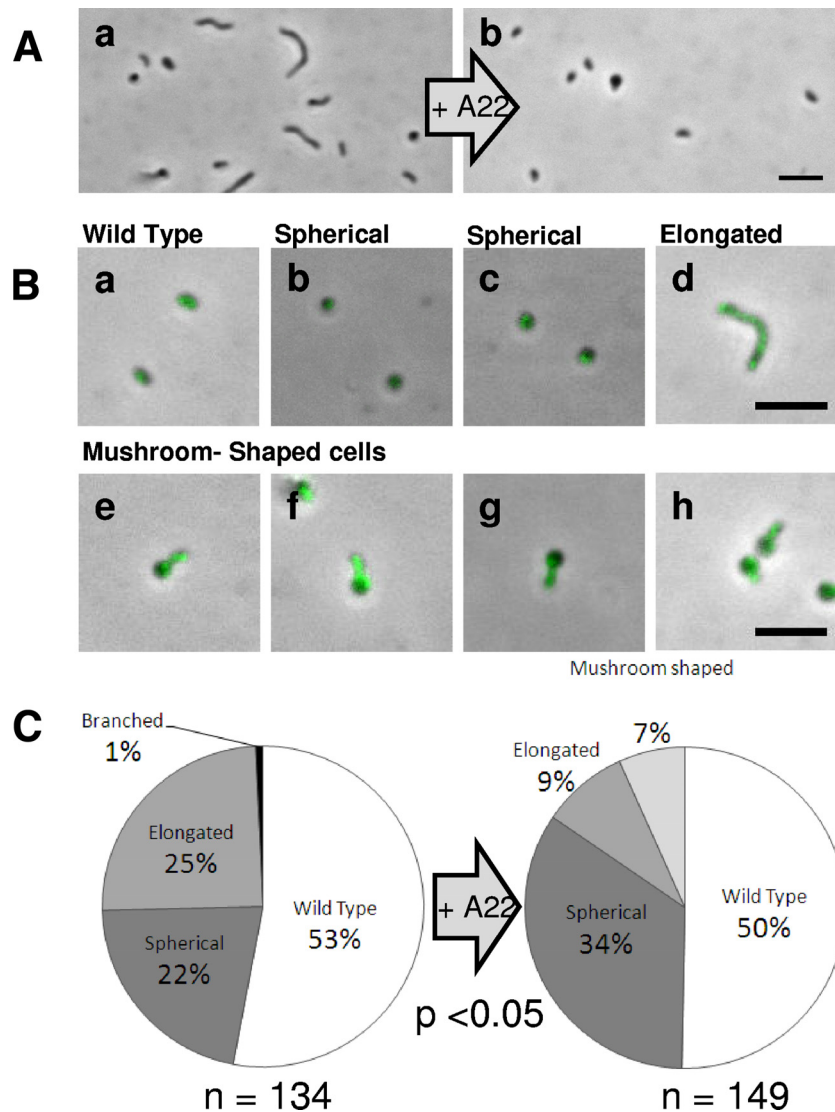 A
a
b
+ A22
Wild Type
Spherical
Spherical
Elongated
B
a
b
c
d
Mushroom- Shaped cells
e
f
g
h
Mushroom shaped
C
Branched
1%
Elongated
25%
Spherical
22%
Wild Type
53%
+ A22
p <0.05
7%
Elongated
9%
Spherical
34%
Wild Type
50%
n = 134
n = 149